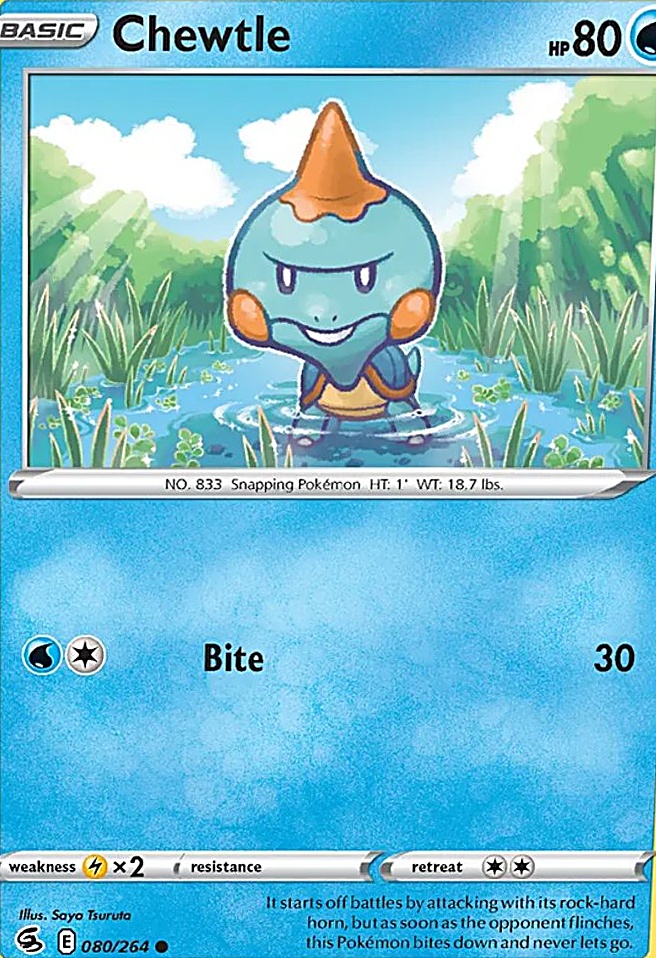 BASIC Chewtle HP 80
NO. 833 Snapping Pokémon HT: 1' WT: 18.7 lbs.
Bite 30
weakness ×2 resistance retreat
It starts off battles by attacking with its rock-hard
horn, but as soon as the opponent flinches,
this Pokémon bites down and never lets go.
Illus. Saya Tsuruta
E 080/264